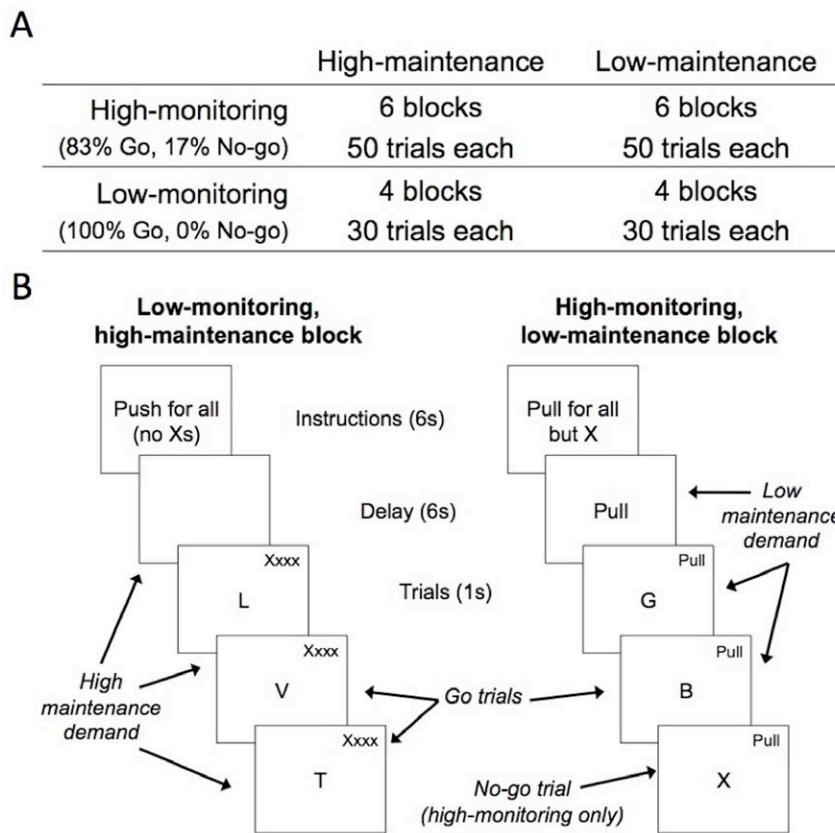 A
High-maintenance Low-maintenance
High-monitoring 6 blocks 6 blocks
(83% Go, 17% No-go) 50 trials each 50 trials each
Low-monitoring 4 blocks 4 blocks
(100% Go, 0% No-go) 30 trials each 30 trials each
B
Low-monitoring,
high-maintenance block
High-monitoring,
low-maintenance block
Push for all
(no Xs)
Instructions (6s)
Pull for all
but X
Delay (6s)
Pull
Low
maintenance
demand
Xxxx
L
Trials (1s)
Pull
G
High
maintenance
demand
Xxxx
V
Go trials
Pull
B
Xxxx
T
No-go trial
(high-monitoring only)
Pull
X